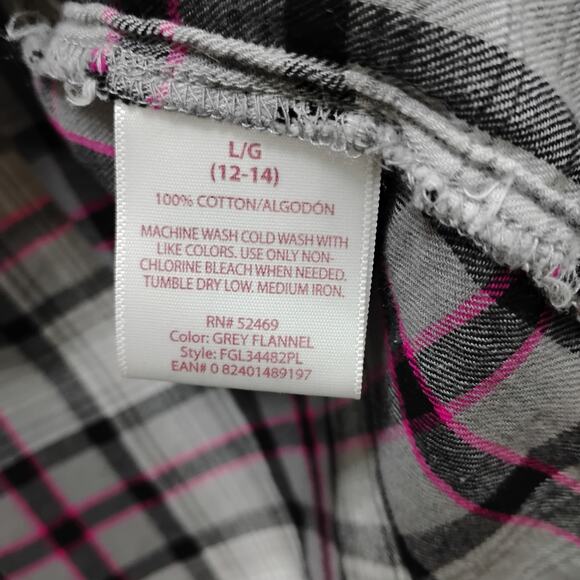 L/G
(12-14)
100% COTTON/ALGODÓN
MACHINE WASH COLD WASH WITH
LIKE COLORS. USE ONLY NON-
CHLORINE BLEACH WHEN NEEDED.
TUMBLE DRY LOW. MEDIUM IRON.
RN# 52469
Color: GREY FLANNEL
Style: FGL34482PL
EAN# 0 82401489197